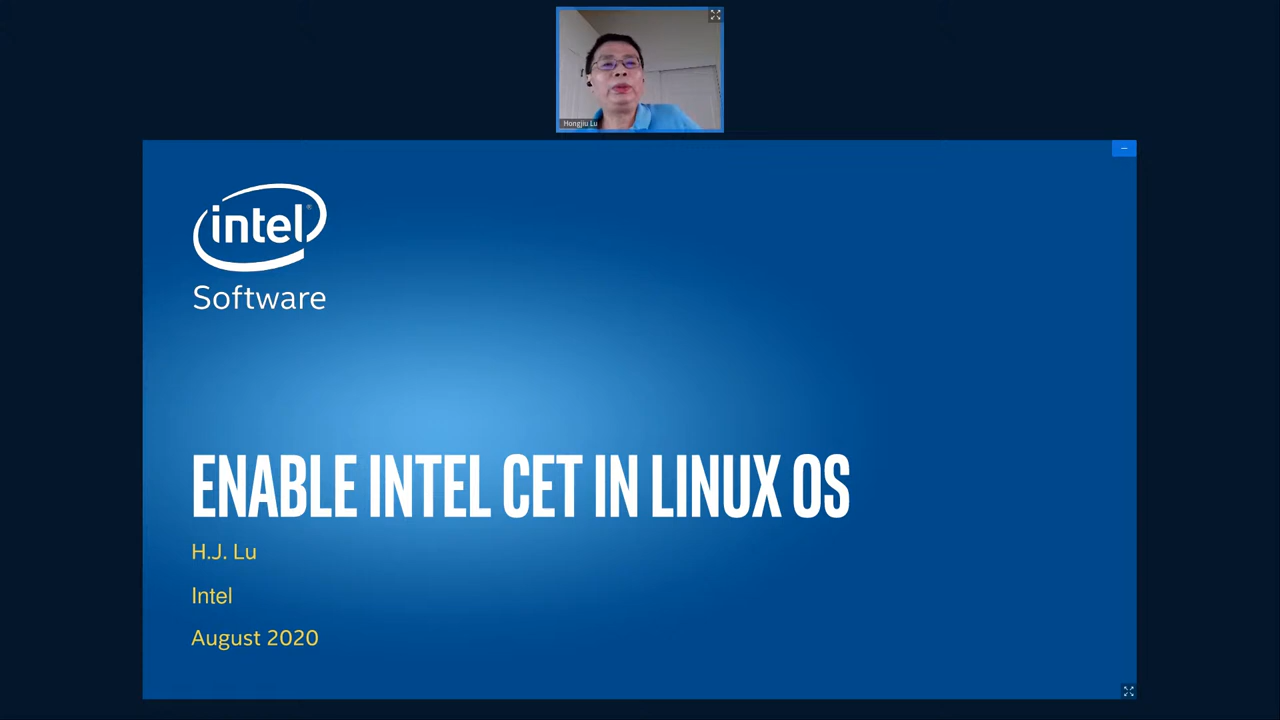 Hongjiu Lu
intel
Software
ENABLE INTEL CET IN LINUX OS
H.J. Lu
Intel
August 2020